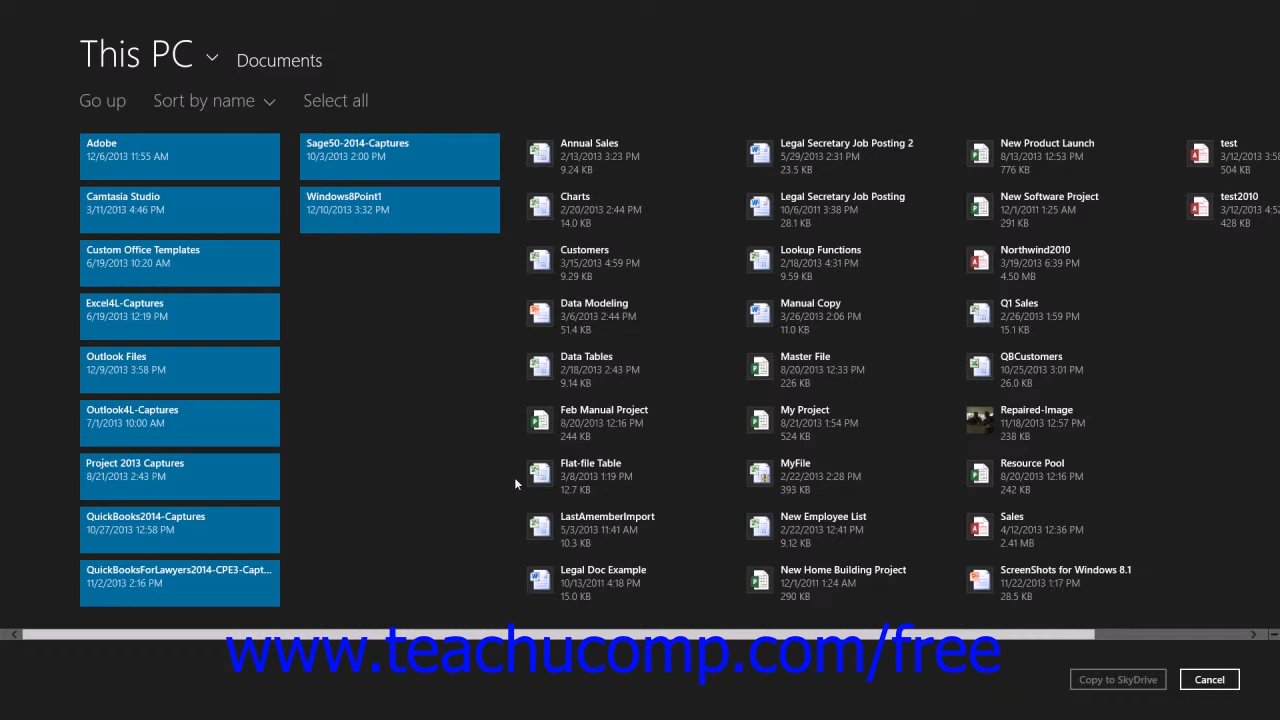 This PC
Documents
Go up
Sort by name
Select all
Adobe
12/6/2013 11:55 AM
Camtasia Studio
3/11/2013 4:46 PM
Custom Office Templates
6/19/2013 10:20 AM
Excel4L-Captures
6/19/2013 12:19 PM
Outlook Files
12/9/2013 3:58 PM
Outlook4L-Captures
7/1/2013 10:00 AM
Project 2013 Captures
8/21/2013 2:43 PM
QuickBooks2014-Captures
10/27/2013 12:58 PM
QuickBooksForLawyers2014-CPE3-Capt...
11/2/2013 2:16 PM
Sage50-2014-Captures
10/3/2013 2:00 PM
Windows8Point1
12/10/2013 3:32 PM
Annual Sales
2/13/2013 3:23 PM
9.24 KB
Charts
2/20/2013 2:44 PM
14.0 KB
Customers
3/15/2013 4:59 PM
9.29 KB
Data Modeling
3/6/2013 2:44 PM
51.4 KB
Data Tables
2/18/2013 2:43 PM
9.14 KB
Feb Manual Project
8/20/2013 12:16 PM
244 KB
Flat-file Table
3/8/2013 1:19 PM
12.7 KB
LastAmemberImport
5/3/2013 11:41 AM
10.3 KB
Legal Doc Example
10/13/2011 4:18 PM
15.0 KB
Legal Secretary Job Posting 2
5/29/2013 2:31 PM
23.5 KB
Legal Secretary Job Posting
10/6/2011 3:38 PM
28.1 KB
Lookup Functions
2/18/2013 4:31 PM
9.59 KB
Manual Copy
3/26/2013 2:06 PM
11.0 KB
Master File
8/20/2013 12:33 PM
226 KB
My Project
8/21/2013 1:54 PM
524 KB
MyFile
2/22/2013 2:28 PM
393 KB
New Employee List
2/22/2013 12:41 PM
9.12 KB
New Home Building Project
12/1/2011 1:24 AM
290 KB
New Product Launch
8/13/2013 12:53 PM
776 KB
New Software Project
12/1/2011 1:25 AM
291 KB
Northwind2010
3/19/2013 6:39 PM
4.50 MB
Q1 Sales
2/26/2013 1:59 PM
15.1 KB
QBCustomers
10/25/2013 3:01 PM
26.0 KB
Repaired-Image
11/18/2013 12:57 PM
238 KB
Resource Pool
8/20/2013 12:16 PM
242 KB
Sales
4/12/2013 12:36 PM
2.41 MB
ScreenShots for Windows 8.1
11/22/2013 1:17 PM
28.5 KB
test
3/12/2013 3:5
504 KB
test2010
3/12/2013 4:5
428 KB
www.teachucomp.com/free
Copy to SkyDrive
Cancel